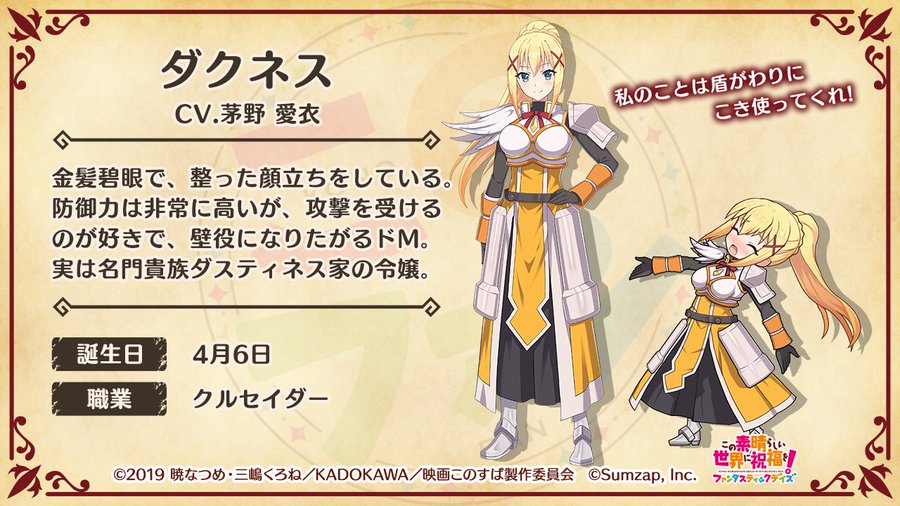 ダクネス
CV.茅野 愛衣
金髪碧眼で、整った顔立ちをしている。
防御力は非常に高いが、攻撃を受ける
のが好きで、壁役になりたがるドM。
実は名門貴族ダスティネス家の令嬢。
誕生日 4月6日
職業 クルセイダー
私のことは盾がわりに
こき使ってくれ!
この素晴らしい
世界に祝福を!
ファンタスティックデイズ
©2019 暁なつめ・三嶋くろね/KADOKAWA/映画このすば製作委員会 ©Sumzap, Inc.